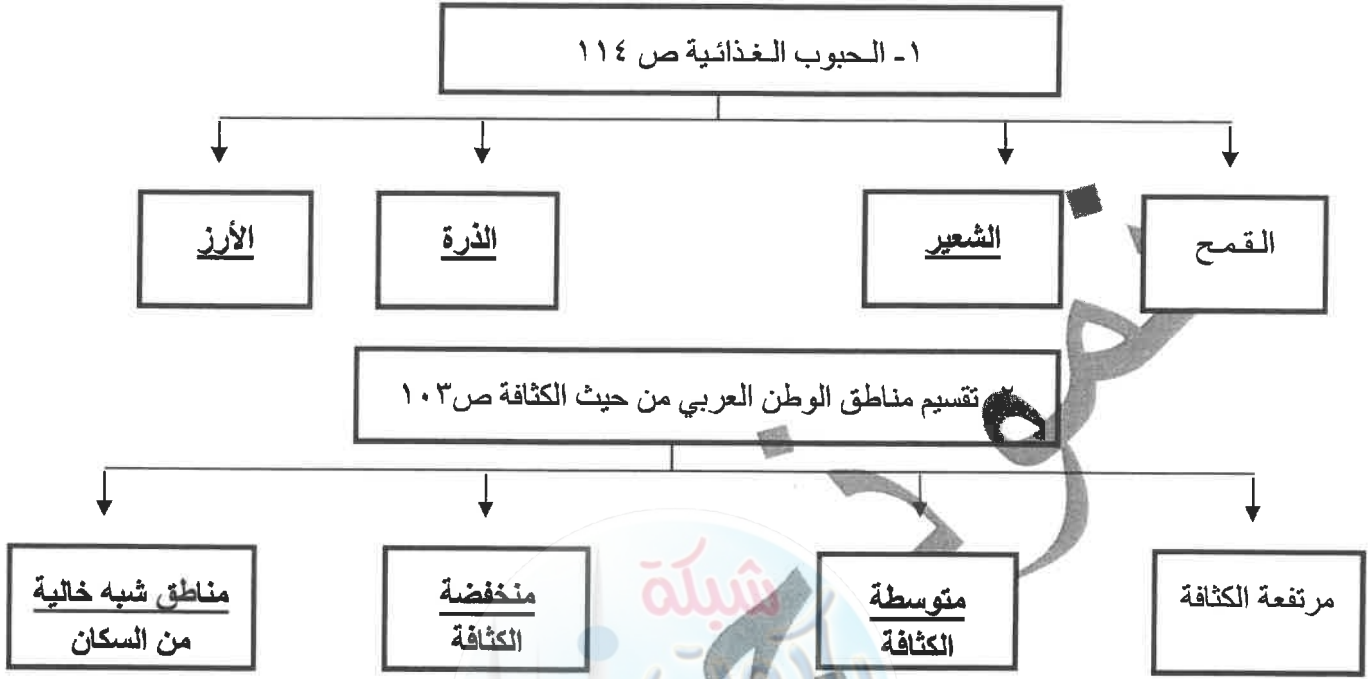 ١- الحبوب الغذائية ص ١١٤
القمح
الشعير
الذرة
الأرز
تقسيم مناطق الوطن العربي من حيث الكثافة ص١٠٣
مرتفعة الكثافة
متوسطة
الكثافة
منخفضة
الكثافة
مناطق شبه خالية
من السكان
شبكة